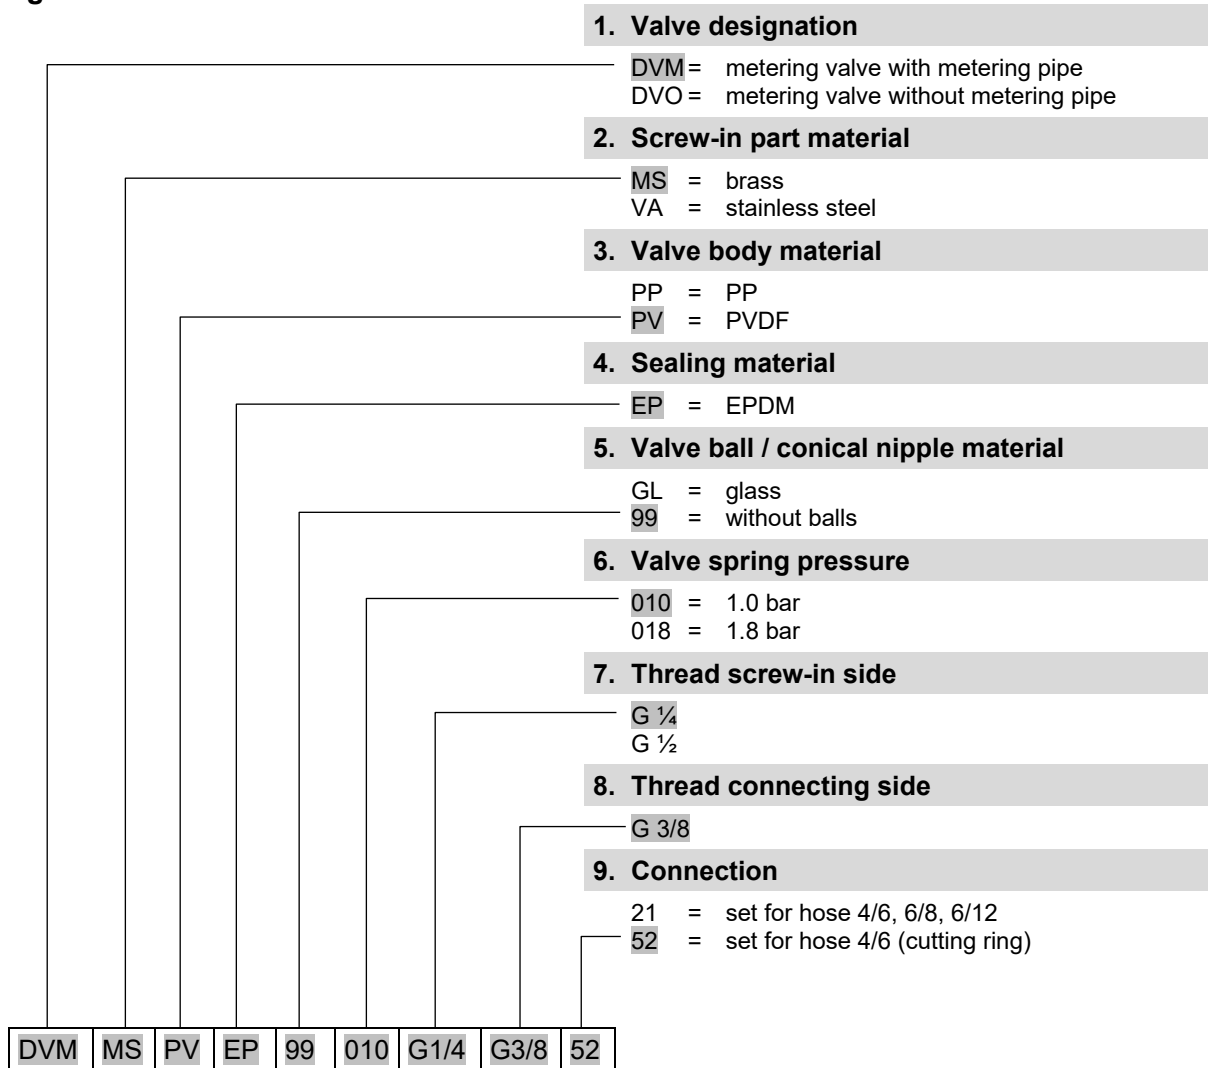 1. Valve designation
DVM = metering valve with metering pipe
DVO = metering valve without metering pipe
2. Screw-in part material
MS = brass
VA = stainless steel
3. Valve body material
PP = PP
PV = PVDF
4. Sealing material
EP = EPDM
5. Valve ball / conical nipple material
GL = glass
99 = without balls
6. Valve spring pressure
010 = 1.0 bar
018 = 1.8 bar
7. Thread screw-in side
G ¼
G ½
8. Thread connecting side
G 3/8
9. Connection
21 = set for hose 4/6, 6/8, 6/12
52 = set for hose 4/6 (cutting ring)
DVM MS PV EP 99 010 G1/4 G3/8 52